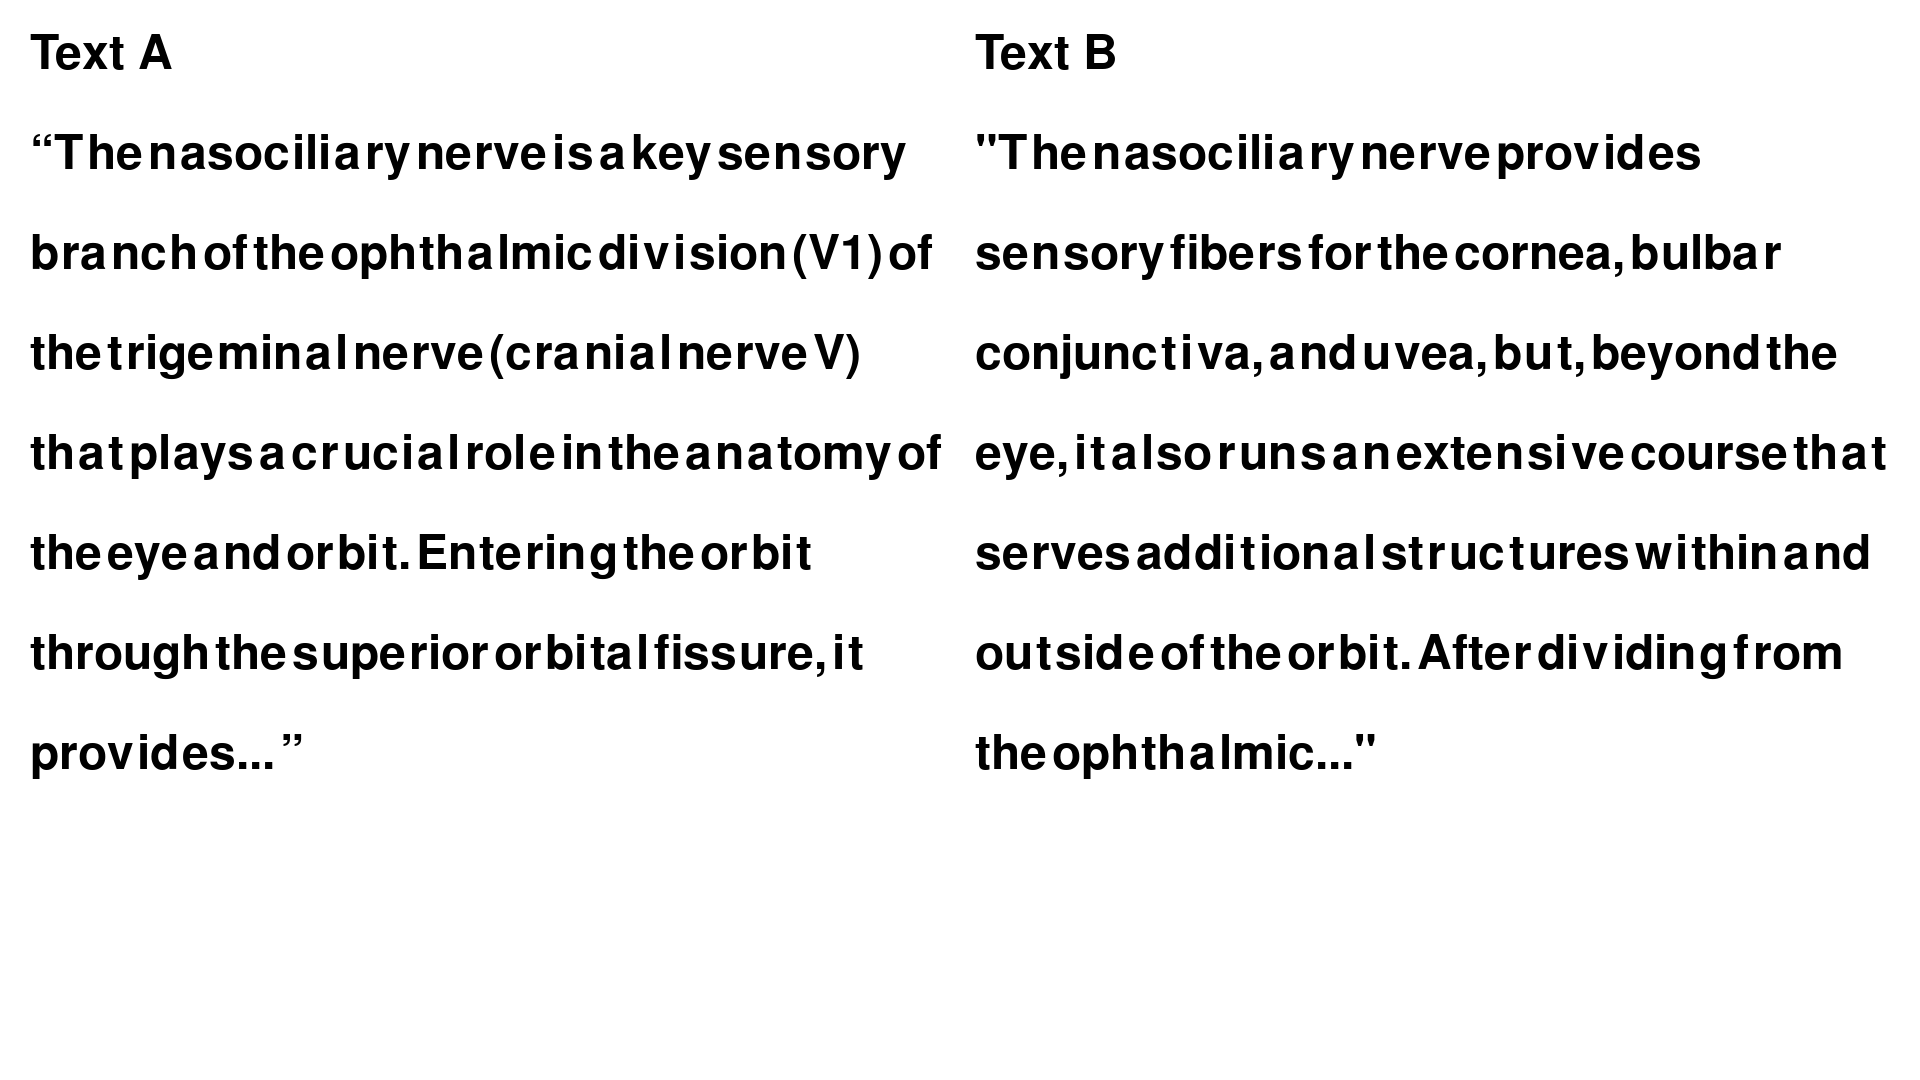 Text A
“The nasociliary nerve is a key sensory
branch of the ophthalmic division (V1) of
the trigeminal nerve (cranial nerve V)
that plays a crucial role in the anatomy of
the eye and orbit. Entering the orbit
through the superior orbital fissure, it
provides... ”
Text B
"The nasociliary nerve provides
sensory fibers for the cornea, bulbar
conjunctiva, and uvea, but, beyond the
eye, it also runs an extensive course that
serves additional structures within and
outside of the orbit. After dividing from
the ophthalmic..."